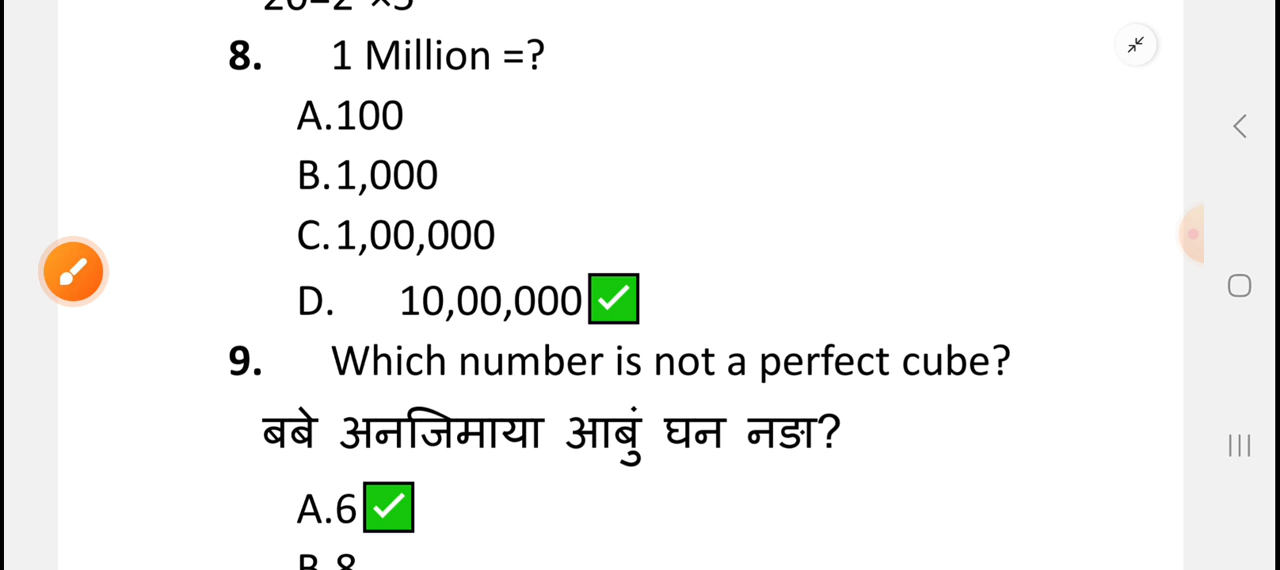 8. 1 Million =?
A.100
B.1,000
C.1,00,000
D. 10,00,000
9. Which number is not a perfect cube?
बबे अनजिमाया आबुं घन नङा?
A.6
B.8